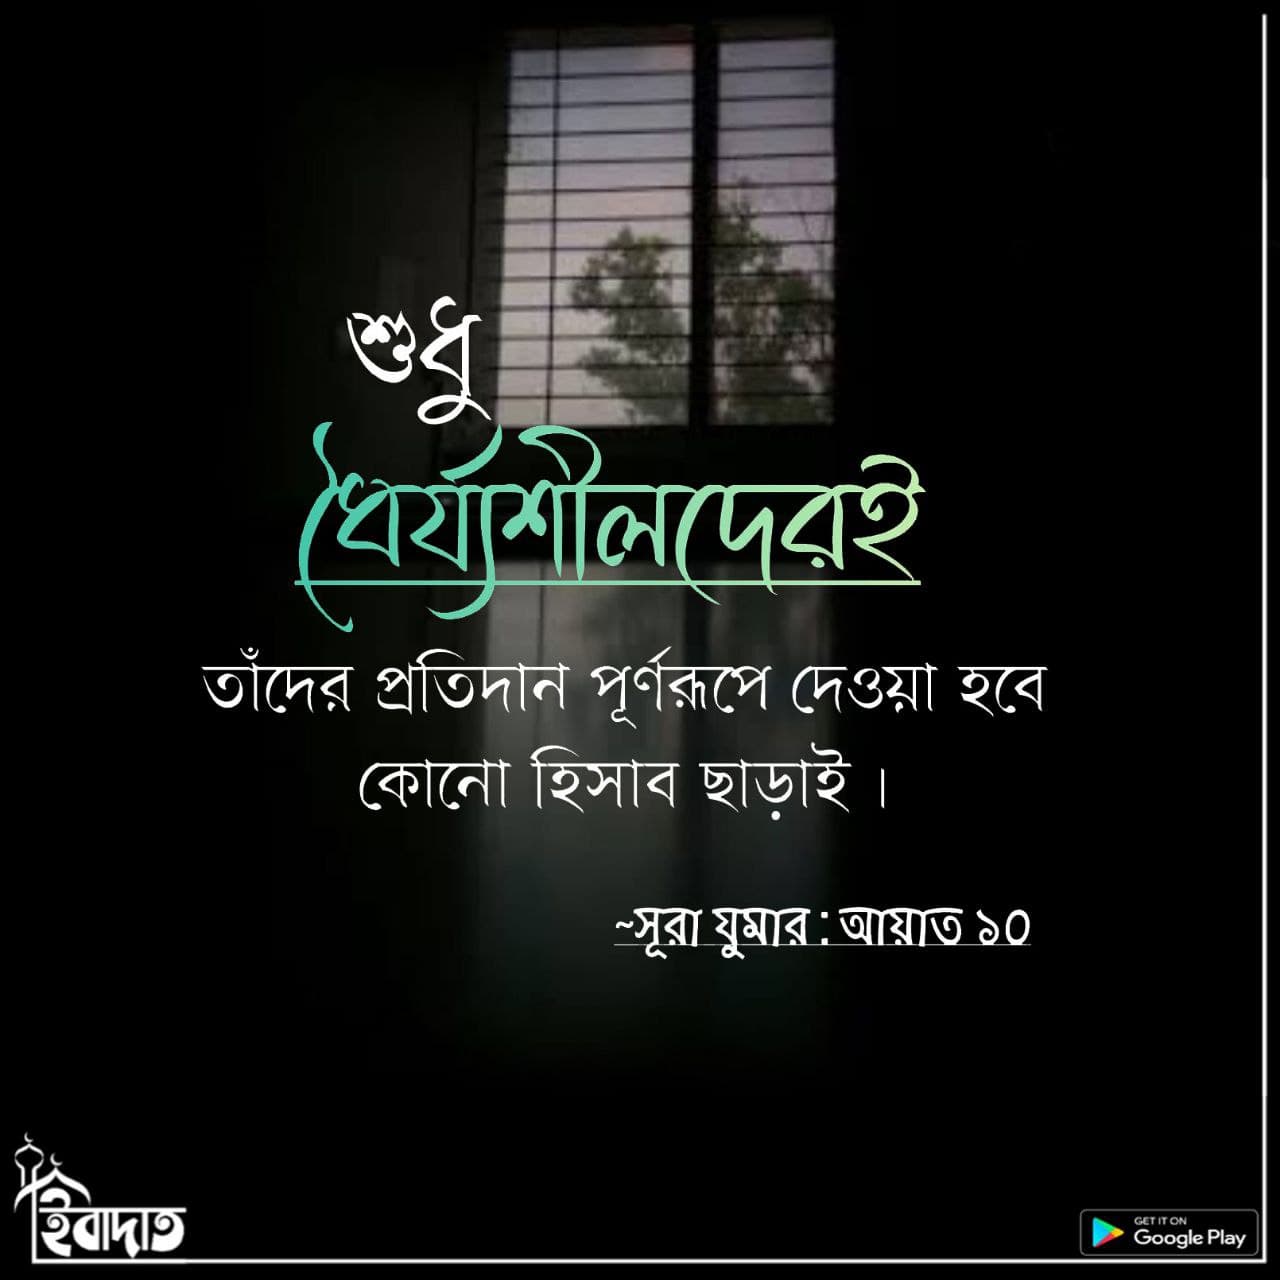 শুধু
ধৈর্য্যশীলদেরই
তাঁদের প্রতিদান পূর্ণরূপে দেওয়া হবে
কোনো হিসাব ছাড়াই ।
~সূরা যুমার : আয়াত ১০
ইবাদাত
GET IT ON
Google Play